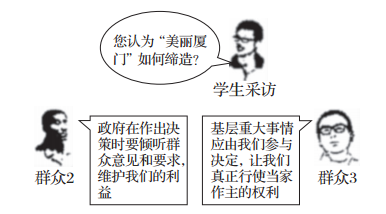 您认为“美丽厦
门”如何缔造？
学生采访
政府在作出决
策时要倾听群
众意见和要求，
维护我们的利
益
群众2
基层重大事情
应由我们参与
决定，让我们
真正行使当家
作主的权利
群众3